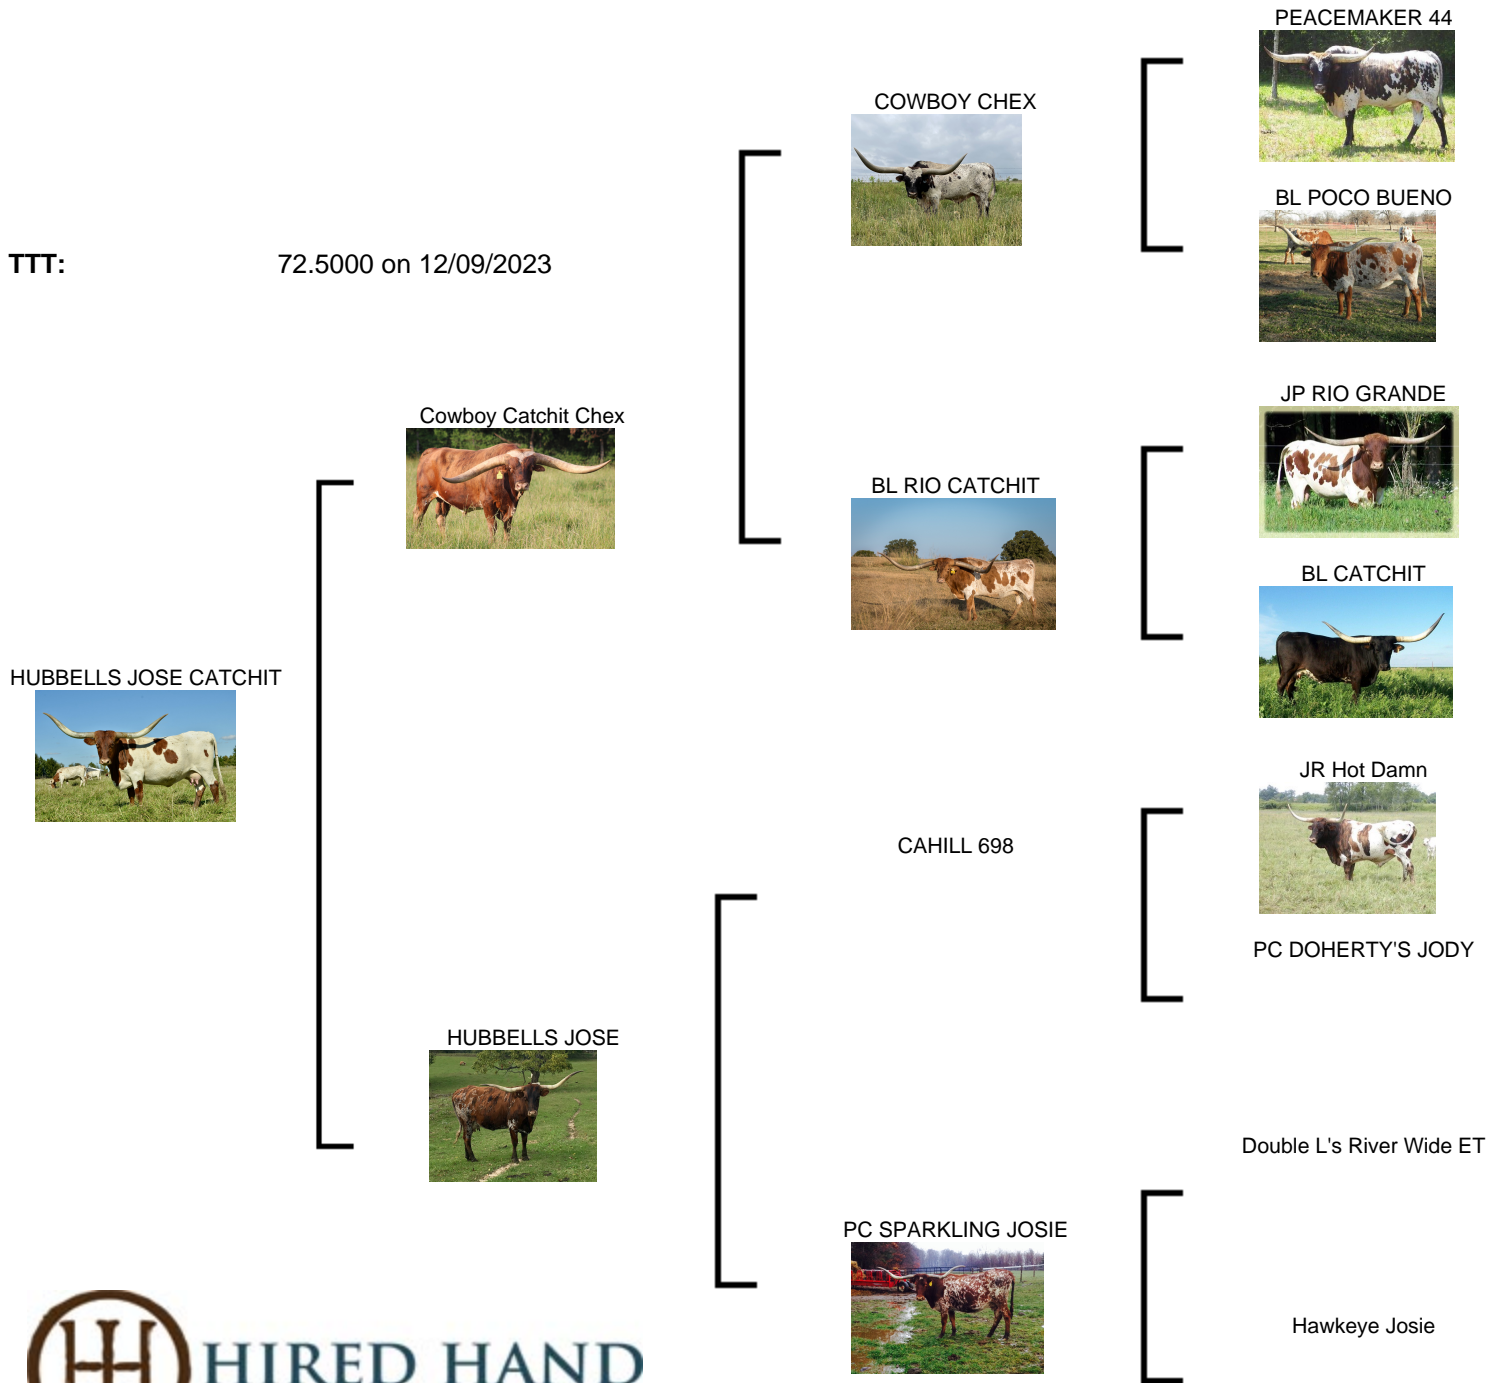 PEACEMAKER 44
COWBOY CHEX
BL POCO BUENO
TTT: 72.5000 on 12/09/2023
JP RIO GRANDE
Cowboy Catchit Chex
BL RIO CATCHIT
BL CATCHIT
HUBBELLS JOSE CATCHIT
JR Hot Damn
CAHILL 698
PC DOHERTY'S JODY
HUBBELLS JOSE
Double L's River Wide ET
PC SPARKLING JOSIE
Hawkeye Josie
HIRED HAND